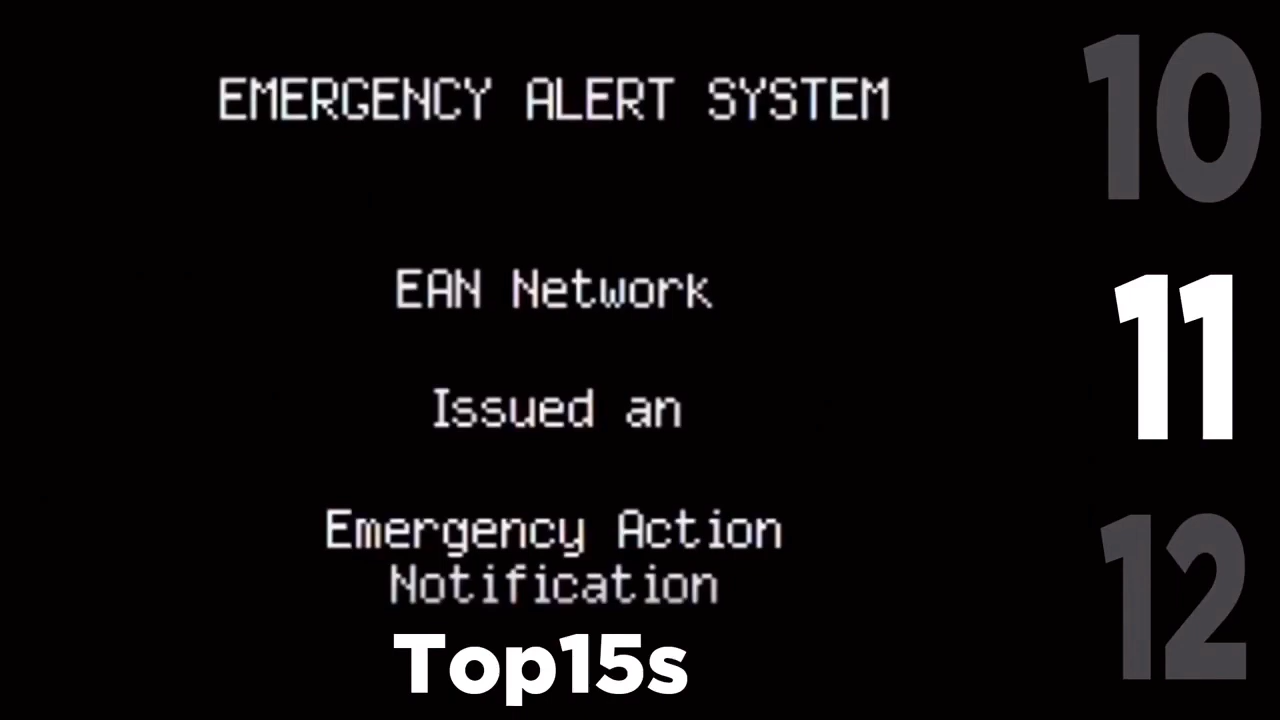 EMERGENCY ALERT SYSTEM
EAN Network
Issued an
Emergency Action
Notification
Top15s
10
11
12